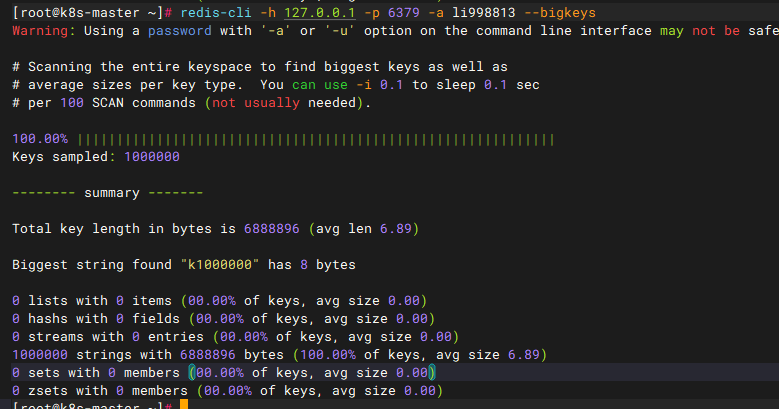 [root@k8s-master ~]# redis-cli -h 127.0.0.1 -p 6379 -a li998813 --bigkeys
Warning: Using a password with '-a' or '-u' option on the command line interface may not be safe
# Scanning the entire keyspace to find biggest keys as well as
# average sizes per key type.  You can use -i 0.1 to sleep 0.1 sec
# per 100 SCAN commands (not usually needed).
100.00% ||||||||||||||||||||||||||||||||||||||||||||||||||||||||||||
Keys sampled: 1000000
-------- summary -------
Total key length in bytes is 6888896 (avg len 6.89)
Biggest string found "k1000000" has 8 bytes
0 lists with 0 items (00.00% of keys, avg size 0.00)
0 hashs with 0 fields (00.00% of keys, avg size 0.00)
0 streams with 0 entries (00.00% of keys, avg size 0.00)
1000000 strings with 6888896 bytes (100.00% of keys, avg size 6.89)
0 sets with 0 members (00.00% of keys, avg size 0.00)
0 zsets with 0 members (00.00% of keys, avg size 0.00)
[root@k8s-master ~]#